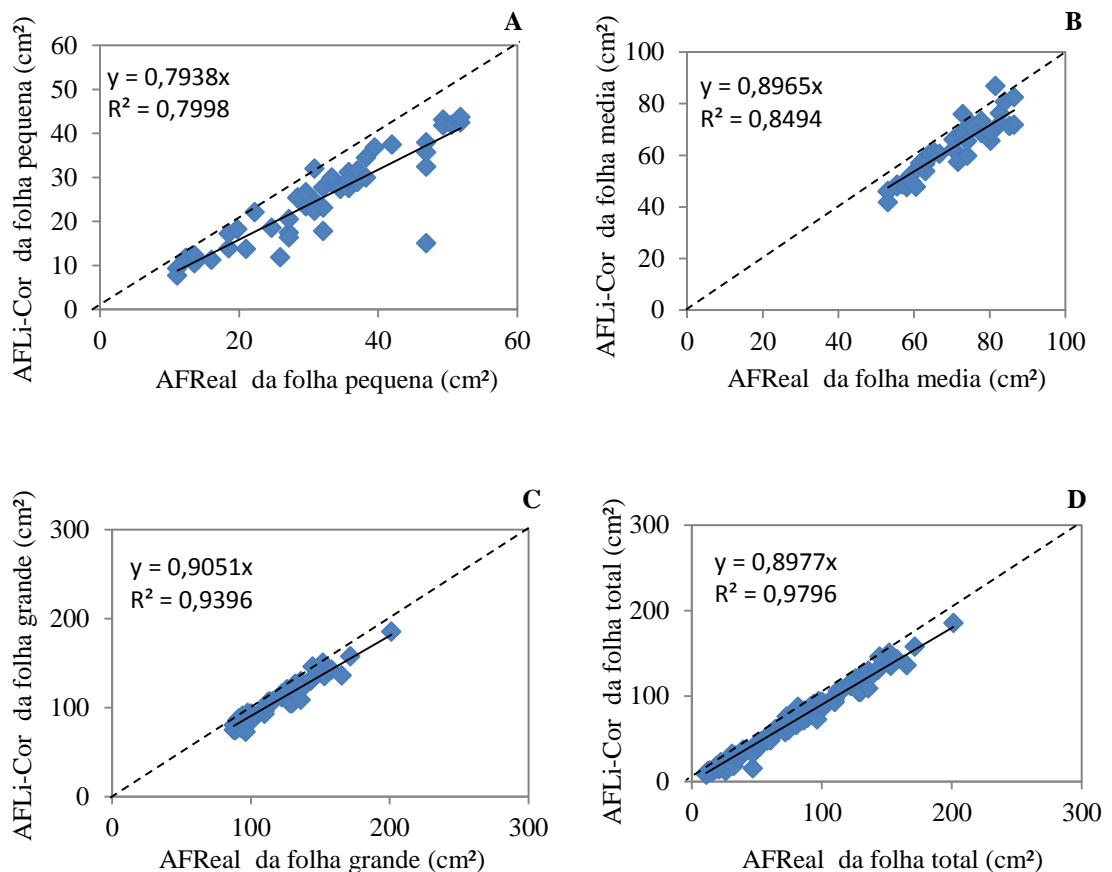 A
AFLi-Cor da folha pequena (cm²)
60
50
40
30
20
10
0
y = 0,7938x
R² = 0,7998
0 20 40 60
AFReal da folha pequena (cm²)
B
AFLi-Cor da folha media (cm²)
100
80
60
40
20
0
y = 0,8965x
R² = 0,8494
0 20 40 60 80 100
AFReal da folha media (cm²)
C
AFLi-Cor da folha grande (cm²)
300
200
100
0
y = 0,9051x
R² = 0,9396
0 100 200 300
AFReal da folha grande (cm²)
D
AFLi-Cor da folha total (cm²)
300
200
100
0
y = 0,8977x
R² = 0,9796
0 100 200 300
AFReal da folha total (cm²)